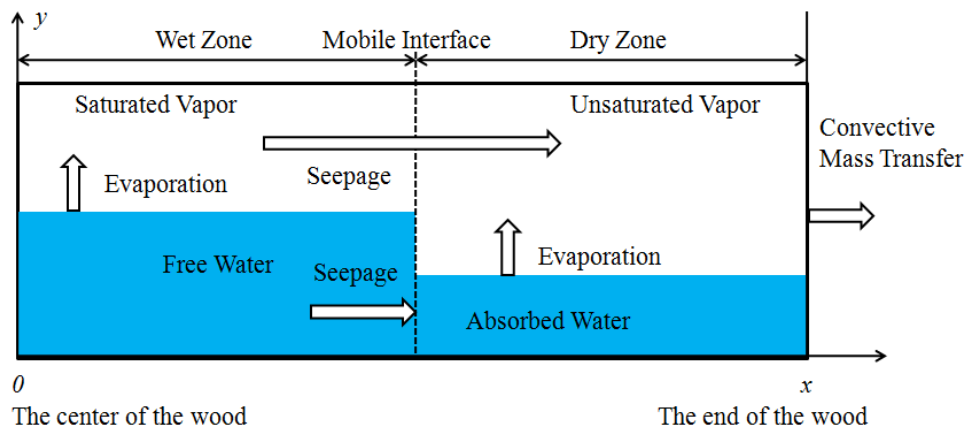 y
Wet Zone
Mobile Interface
Dry Zone
Saturated Vapor
Unsaturated Vapor
Convective
Mass Transfer
Evaporation
Seepage
Free Water
Seepage
Evaporation
Absorbed Water
0
x
The center of the wood
The end of the wood